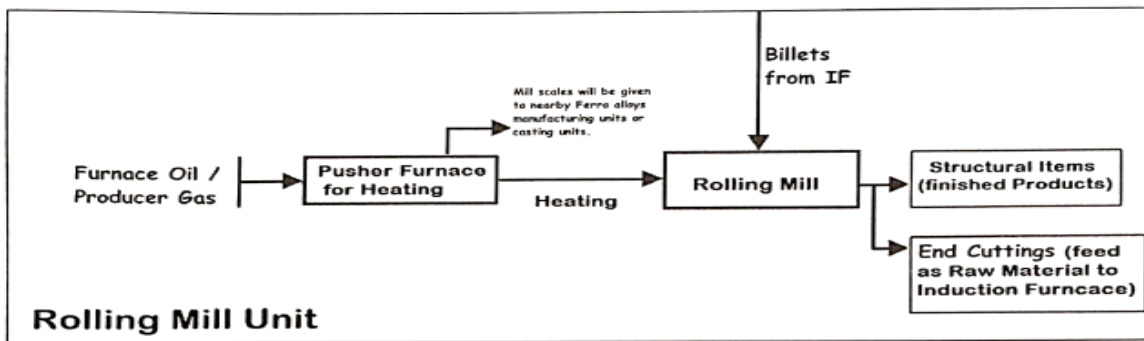 Billets
from IF
Mill scales will be given
to nearby Ferro alloys
manufacturing units or
casting units.
Furnace Oil /
Producer Gas
Pusher Furnace
for Heating
Heating
Rolling Mill
Structural Items
(finished Products)
End Cuttings (feed
as Raw Material to
Induction Furncace)
Rolling Mill Unit